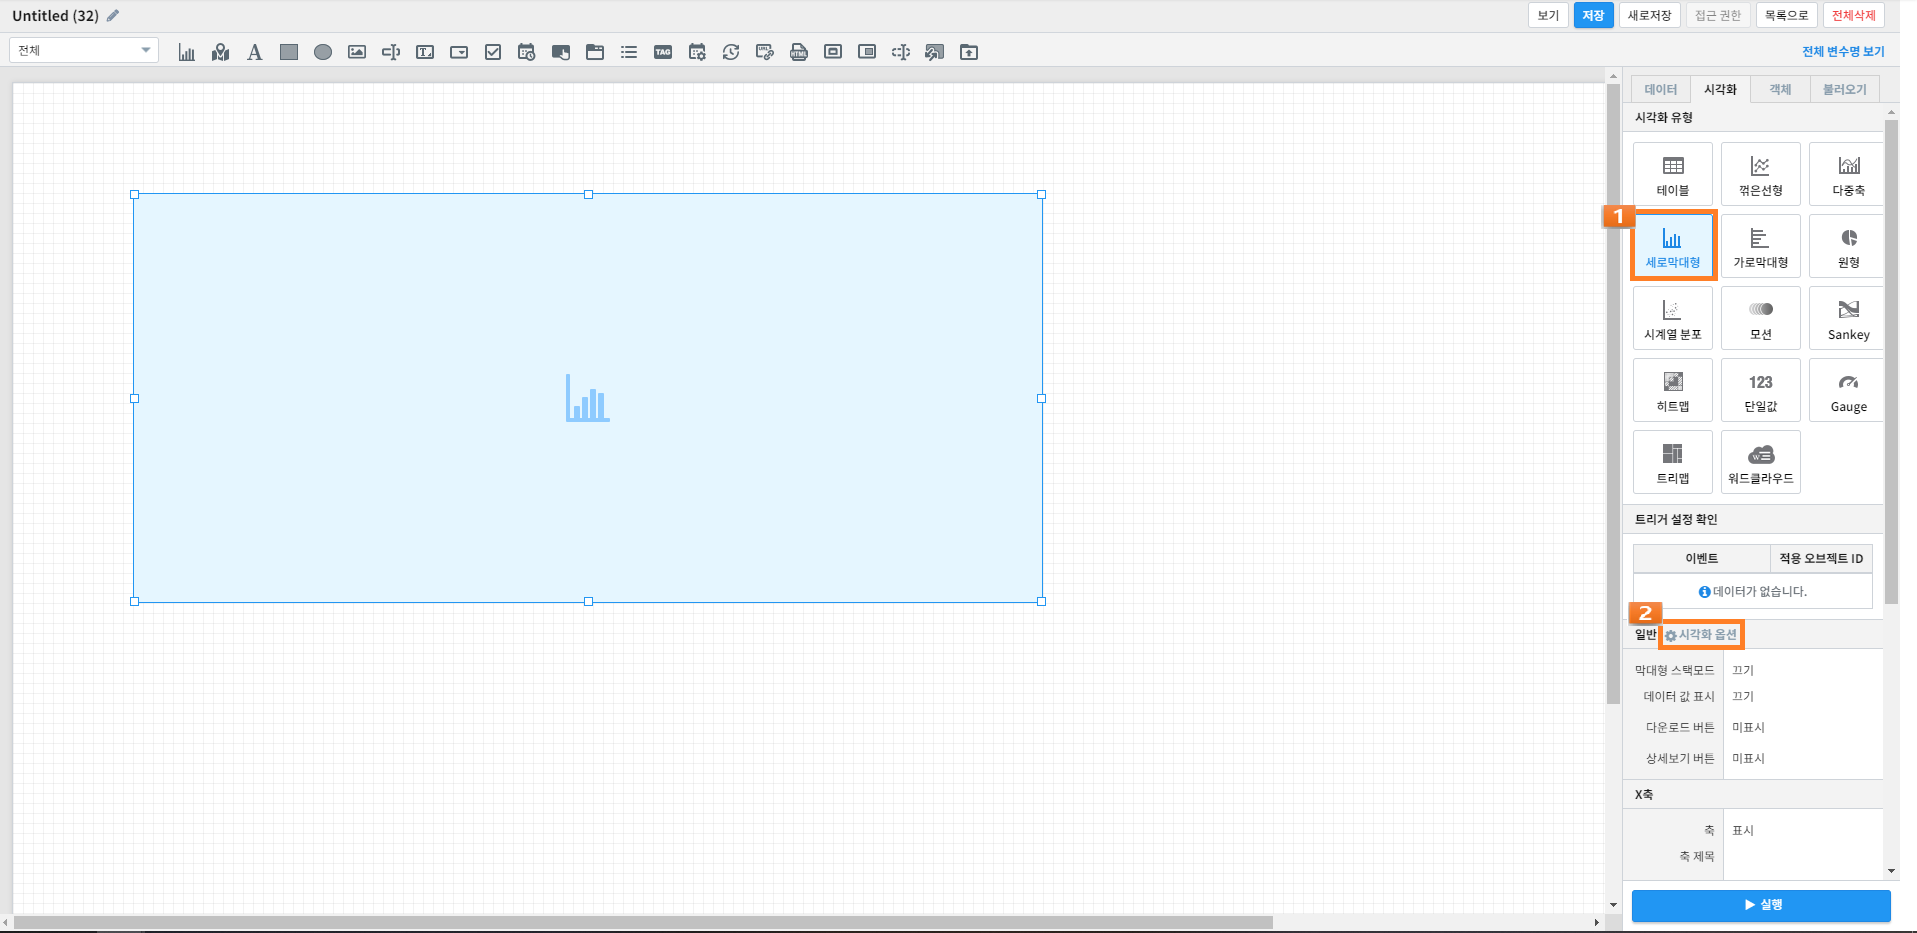 Untitled (32)
보기
저장
새로저장
접근 권한
목록으로
전체삭제
전체
A
T
TAG
URL
HTML
전체 변수명 보기
데이터
시각화
객체
불러오기
시각화 유형
테이블
꺾은선형
다중축
1
세로막대형
가로막대형
원형
시계열 분포
모션
Sankey
히트맵
123
단일값
Gauge
트리맵
W
워드클라우드
트리거 설정 확인
이벤트
적용 오브젝트 ID
데이터가 없습니다.
2
일반
시각화 옵션
막대형 스택모드
끄기
데이터 값 표시
끄기
다운로드 버튼
미표시
상세보기 버튼
미표시
X축
축
표시
축 제목
실행